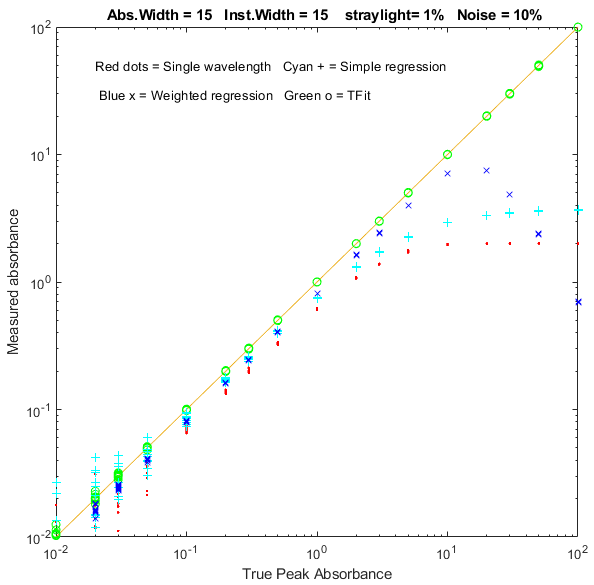 Abs.Width = 15   Inst.Width = 15    straylight= 1%   Noise = 10%
Red dots = Single wavelength   Cyan + = Simple regression
Blue x = Weighted regression   Green o = TFit
Measured absorbance
10^2
10^1
10^0
10^-1
10^-2
10^-2 10^-1 10^0 10^1 10^2
True Peak Absorbance